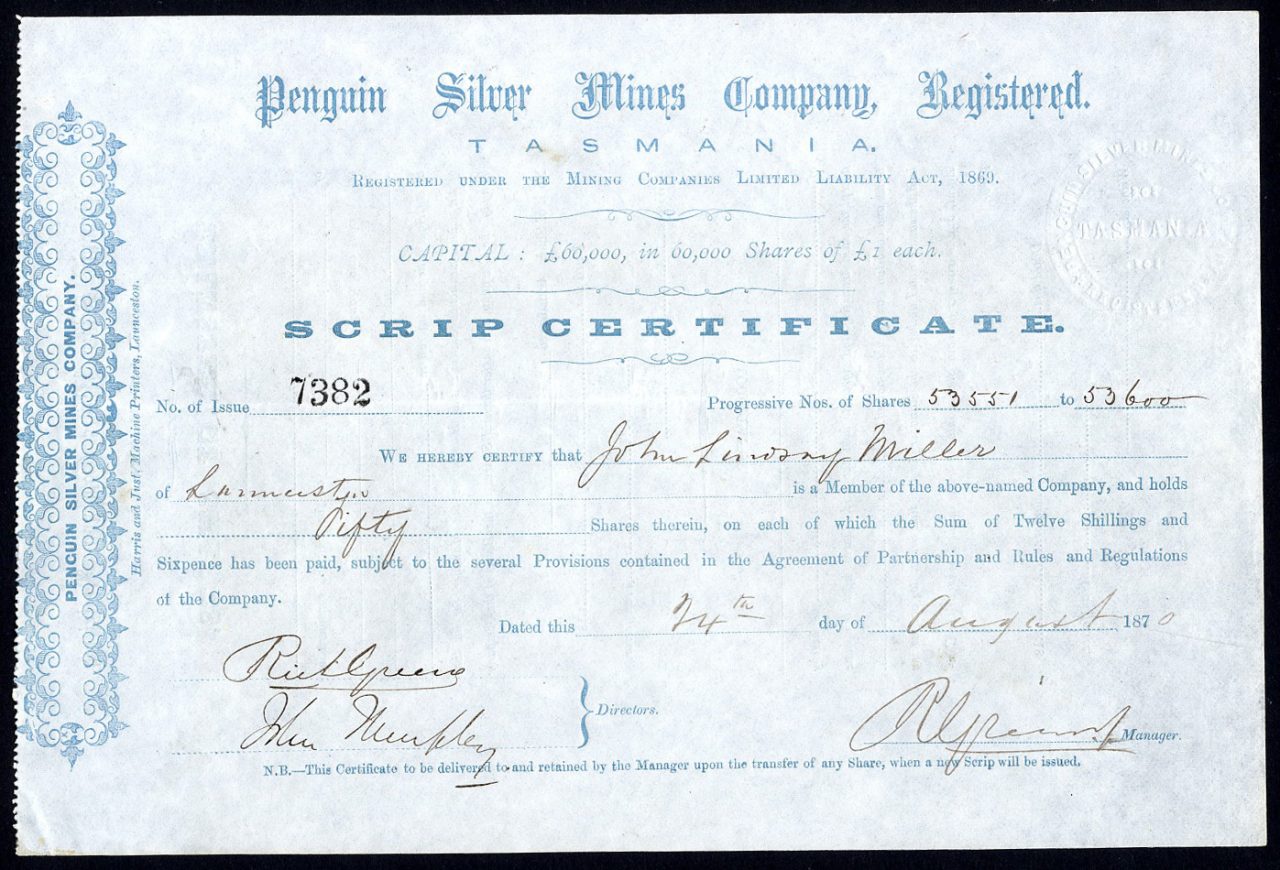 Penguin Silver Mines Company, Registered.
TASMANIA.
REGISTERED UNDER THE MINING COMPANIES LIMITED LIABILITY ACT, 1869.
CAPITAL : £60,000, in 60,000 Shares of £1 each.
SCRIP CERTIFICATE.
No. of Issue 7382 Progressive Nos. of Shares 53551 to 53600
WE HEREBY CERTIFY that John Lindsay Miller
of Launceston is a Member of the above-named Company, and holds
Fifty Shares therein, on each of which the Sum of Twelve Shillings and
Sixpence has been paid, subject to the several Provisions contained in the Agreement of Partnership and Rules and Regulations
of the Company.
Dated this 24th day of August 1870
Richd Green
John Murphy
Directors.
Manager.
N.B.—This Certificate to be delivered to and retained by the Manager upon the transfer of any Share, when a new Scrip will be issued.
PENGUIN SILVER MINES COMPANY.
Harris and Just, Machine Printers, Launceston.
TASMANIA